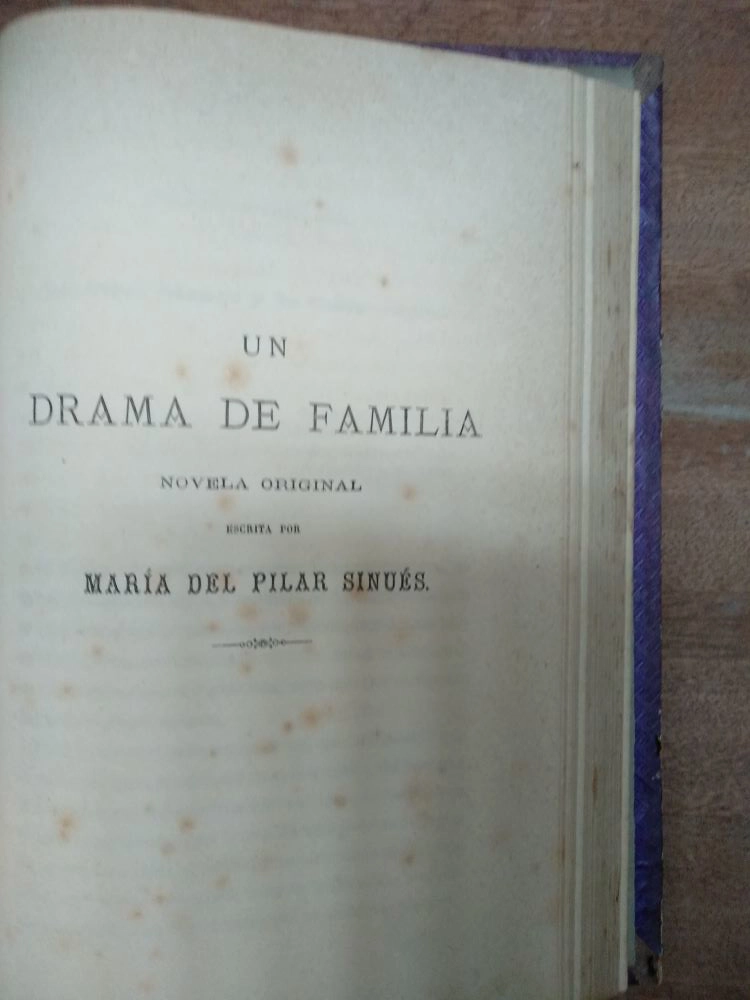 UN
DRAMA DE FAMILIA
NOVELA ORIGINAL
ESCRITA POR
MARÍA DEL PILAR SINUÉS.